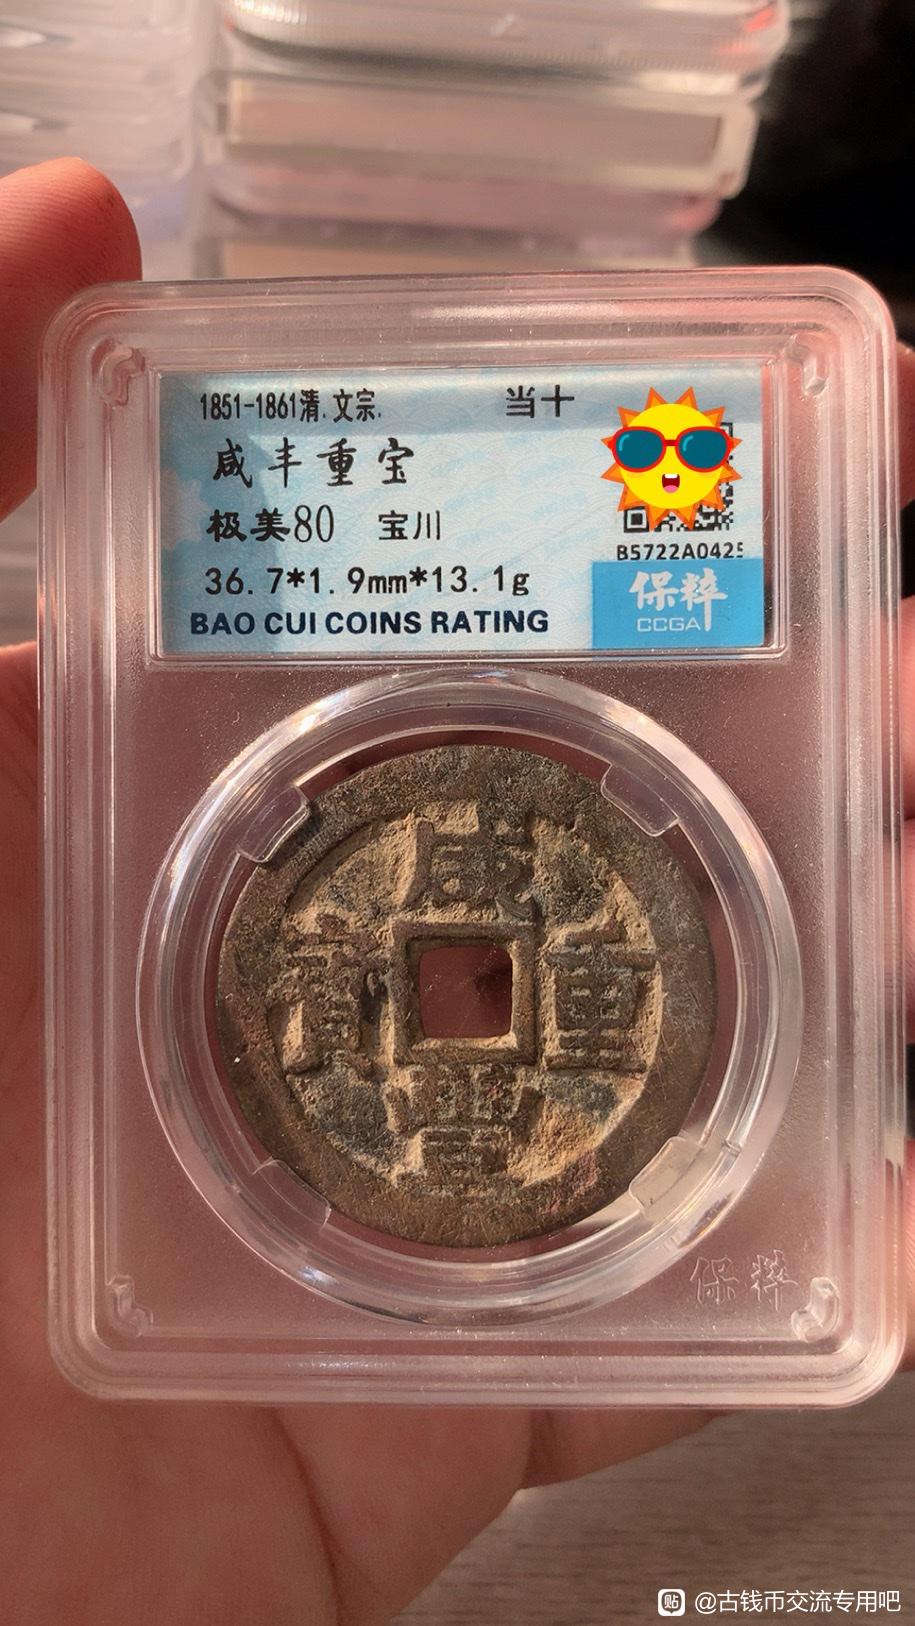 1851-1861清.文宗. 当十
咸丰重宝
极美80 宝川
B5722A0425
36.7*1.9mm*13.1g
保粹
CCGA
BAO CUI COINS RATING
咸
寶 重
豐
保粹
贴 @古钱币交流专用吧